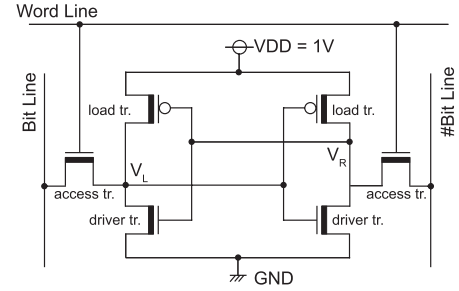 Word Line
VDD = 1V
Bit Line
#Bit Line
load tr.
load tr.
VL
VR
access tr.
access tr.
driver tr.
driver tr.
GND